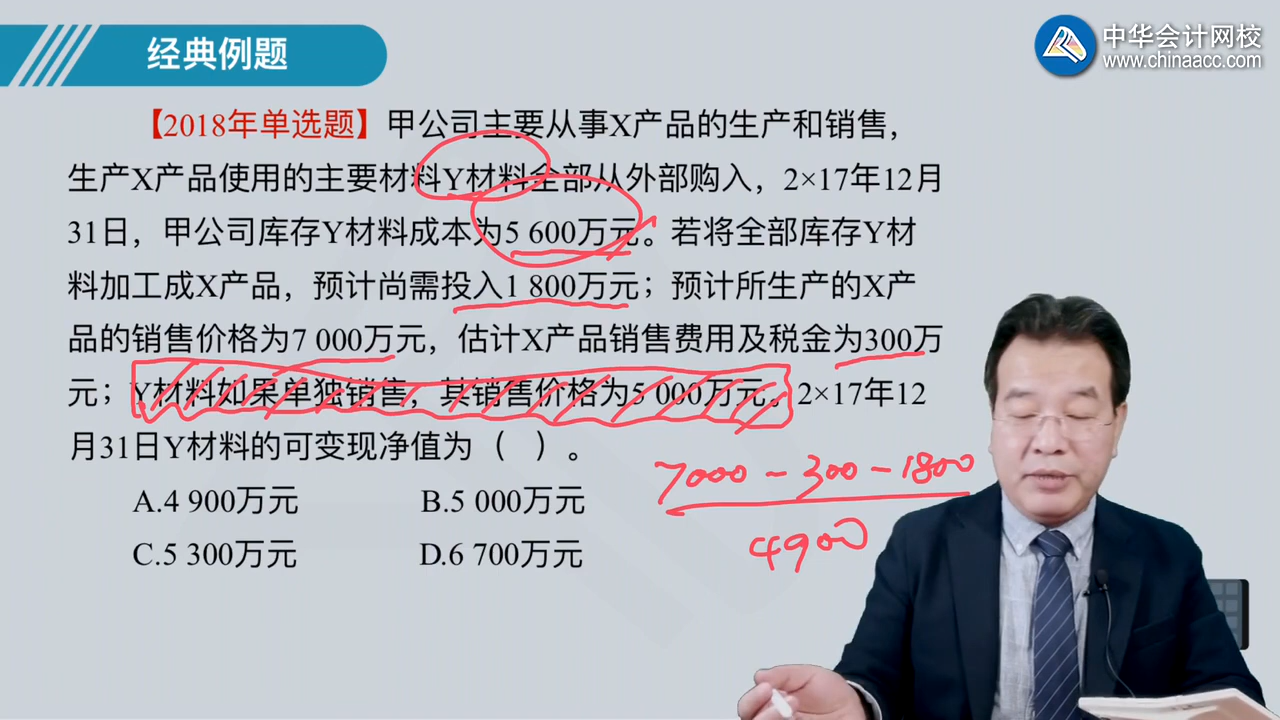 经典例题
中华会计网校
www.chinaacc.com
【2018年单选题】甲公司主要从事X产品的生产和销售，
生产X产品使用的主要材料Y材料全部从外部购入，2×17年12月
31日，甲公司库存Y材料成本为5 600万元。若将全部库存Y材
料加工成X产品，预计尚需投入1 800万元；预计所生产的X产
品的销售价格为7 000万元，估计X产品销售费用及税金为300万
元；Y材料如果单独销售，其销售价格为5 000万元。2×17年12
月31日Y材料的可变现净值为（ ）。
7000 - 300 - 1800
4900
A.4 900万元 B.5 000万元
C.5 300万元 D.6 700万元